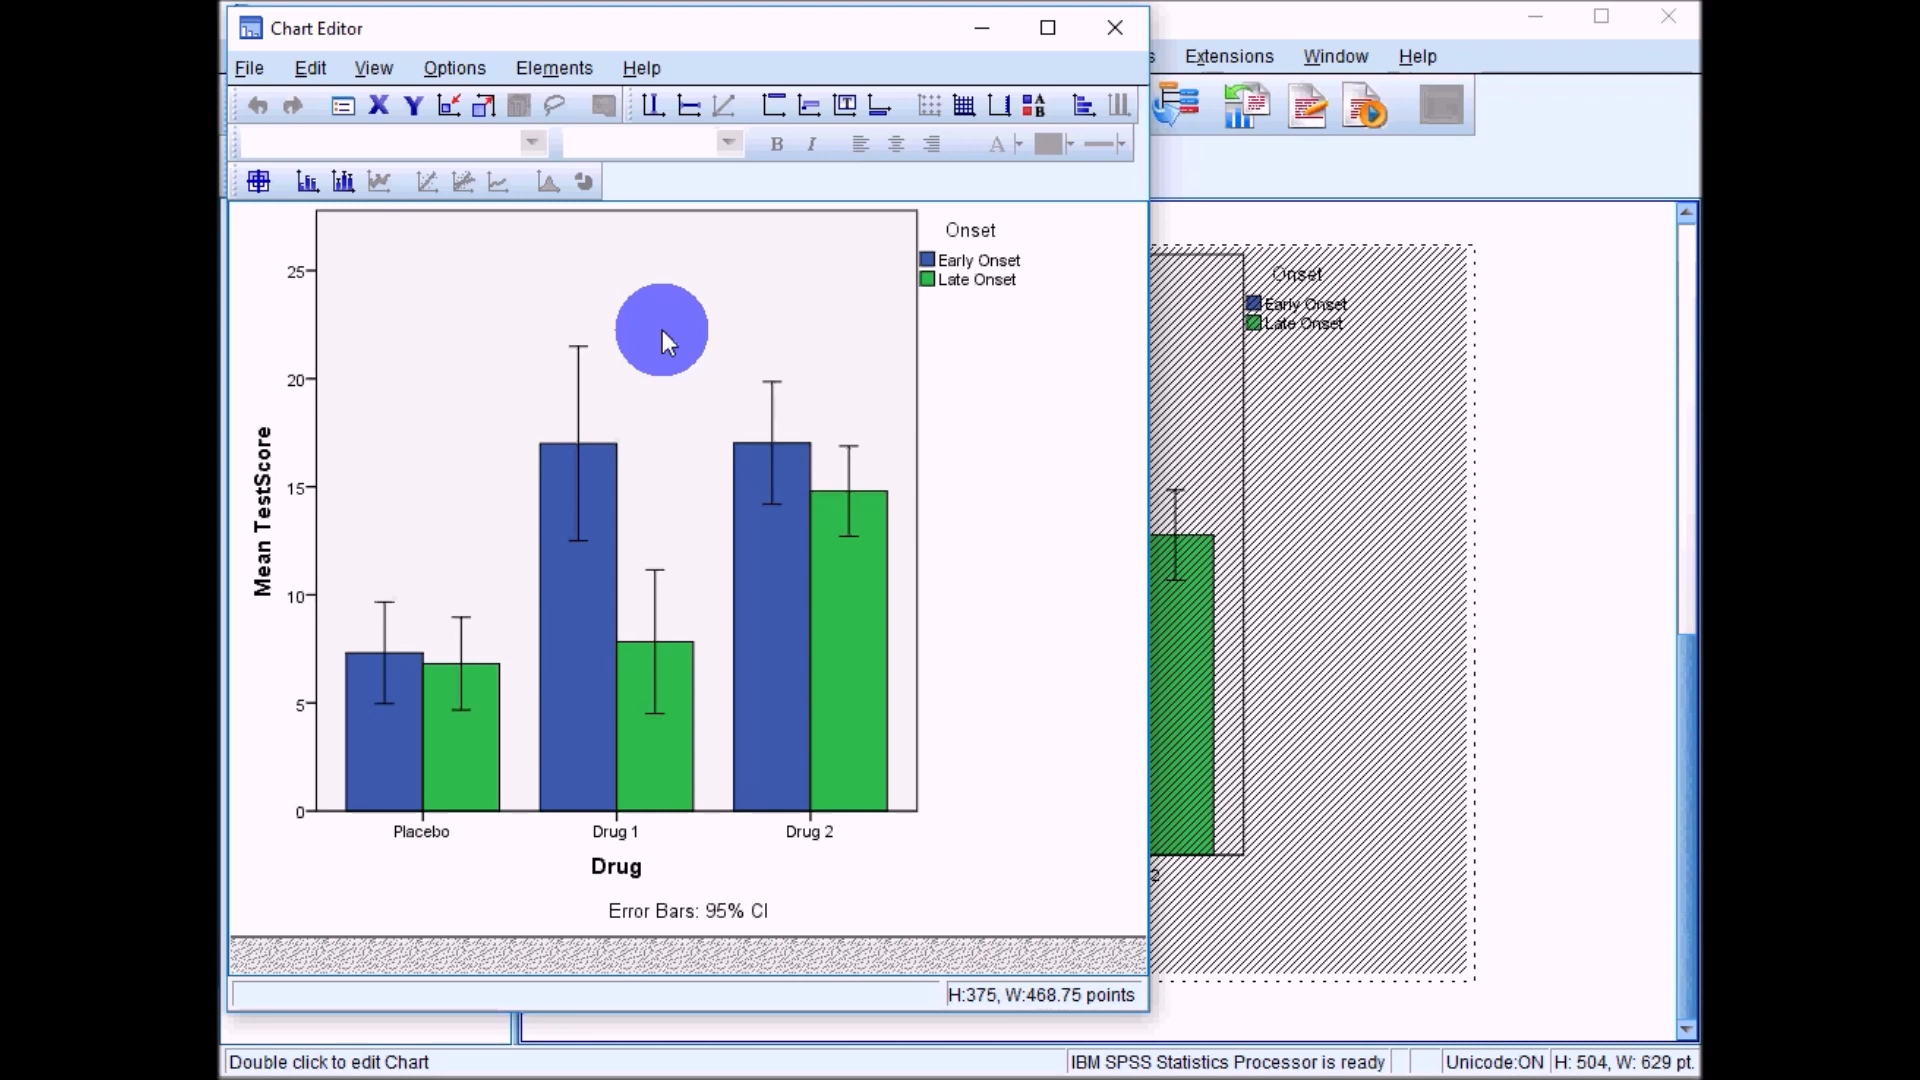 Chart Editor
File Edit View Options Elements Help
Extensions Window Help
B I A
Onset
Early Onset
Late Onset
Onset
Early Onset
Late Onset
25
20
15
10
5
0
Mean TestScore
Placebo Drug 1 Drug 2
2
Drug
Error Bars: 95% CI
H:375, W:468.75 points
Double click to edit Chart
IBM SPSS Statistics Processor is ready
Unicode:ON
H: 504, W: 629 pt.